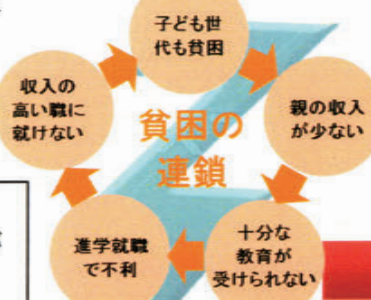 子ども世
代も貧困
親の収入
が少ない
十分な
教育が
受けられない
進学就職
で不利
収入の
高い職に
就けない
貧困の
連鎖